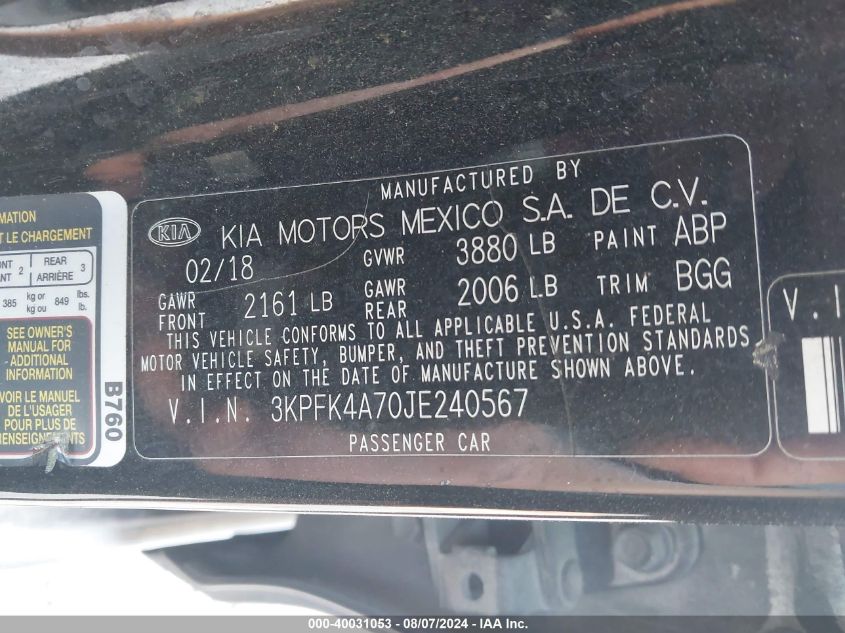 MANUFACTURED BY
KIA KIA MOTORS MEXICO S.A. DE C.V.
02/18 GVWR 3880 LB PAINT ABP
GAWR FRONT 2161 LB GAWR REAR 2006 LB TRIM BGG
THIS VEHICLE CONFORMS TO ALL APPLICABLE U.S.A. FEDERAL
MOTOR VEHICLE SAFETY, BUMPER, AND THEFT PREVENTION STANDARDS
IN EFFECT ON THE DATE OF MANUFACTURE SHOWN ABOVE.
V.I.N. 3KPFK4A70JE240567
PASSENGER CAR
LE CHARGEMENT
2 REAR ARRIÈRE 3
385 kg or kg ou 849 lbs. lb.
SEE OWNER'S
MANUAL FOR
ADDITIONAL
INFORMATION
LE MANUEL
DE L'USAGER
POUR PLUS DE
B760
V.I
000-40031053 - 08/07/2024 - IAA Inc.